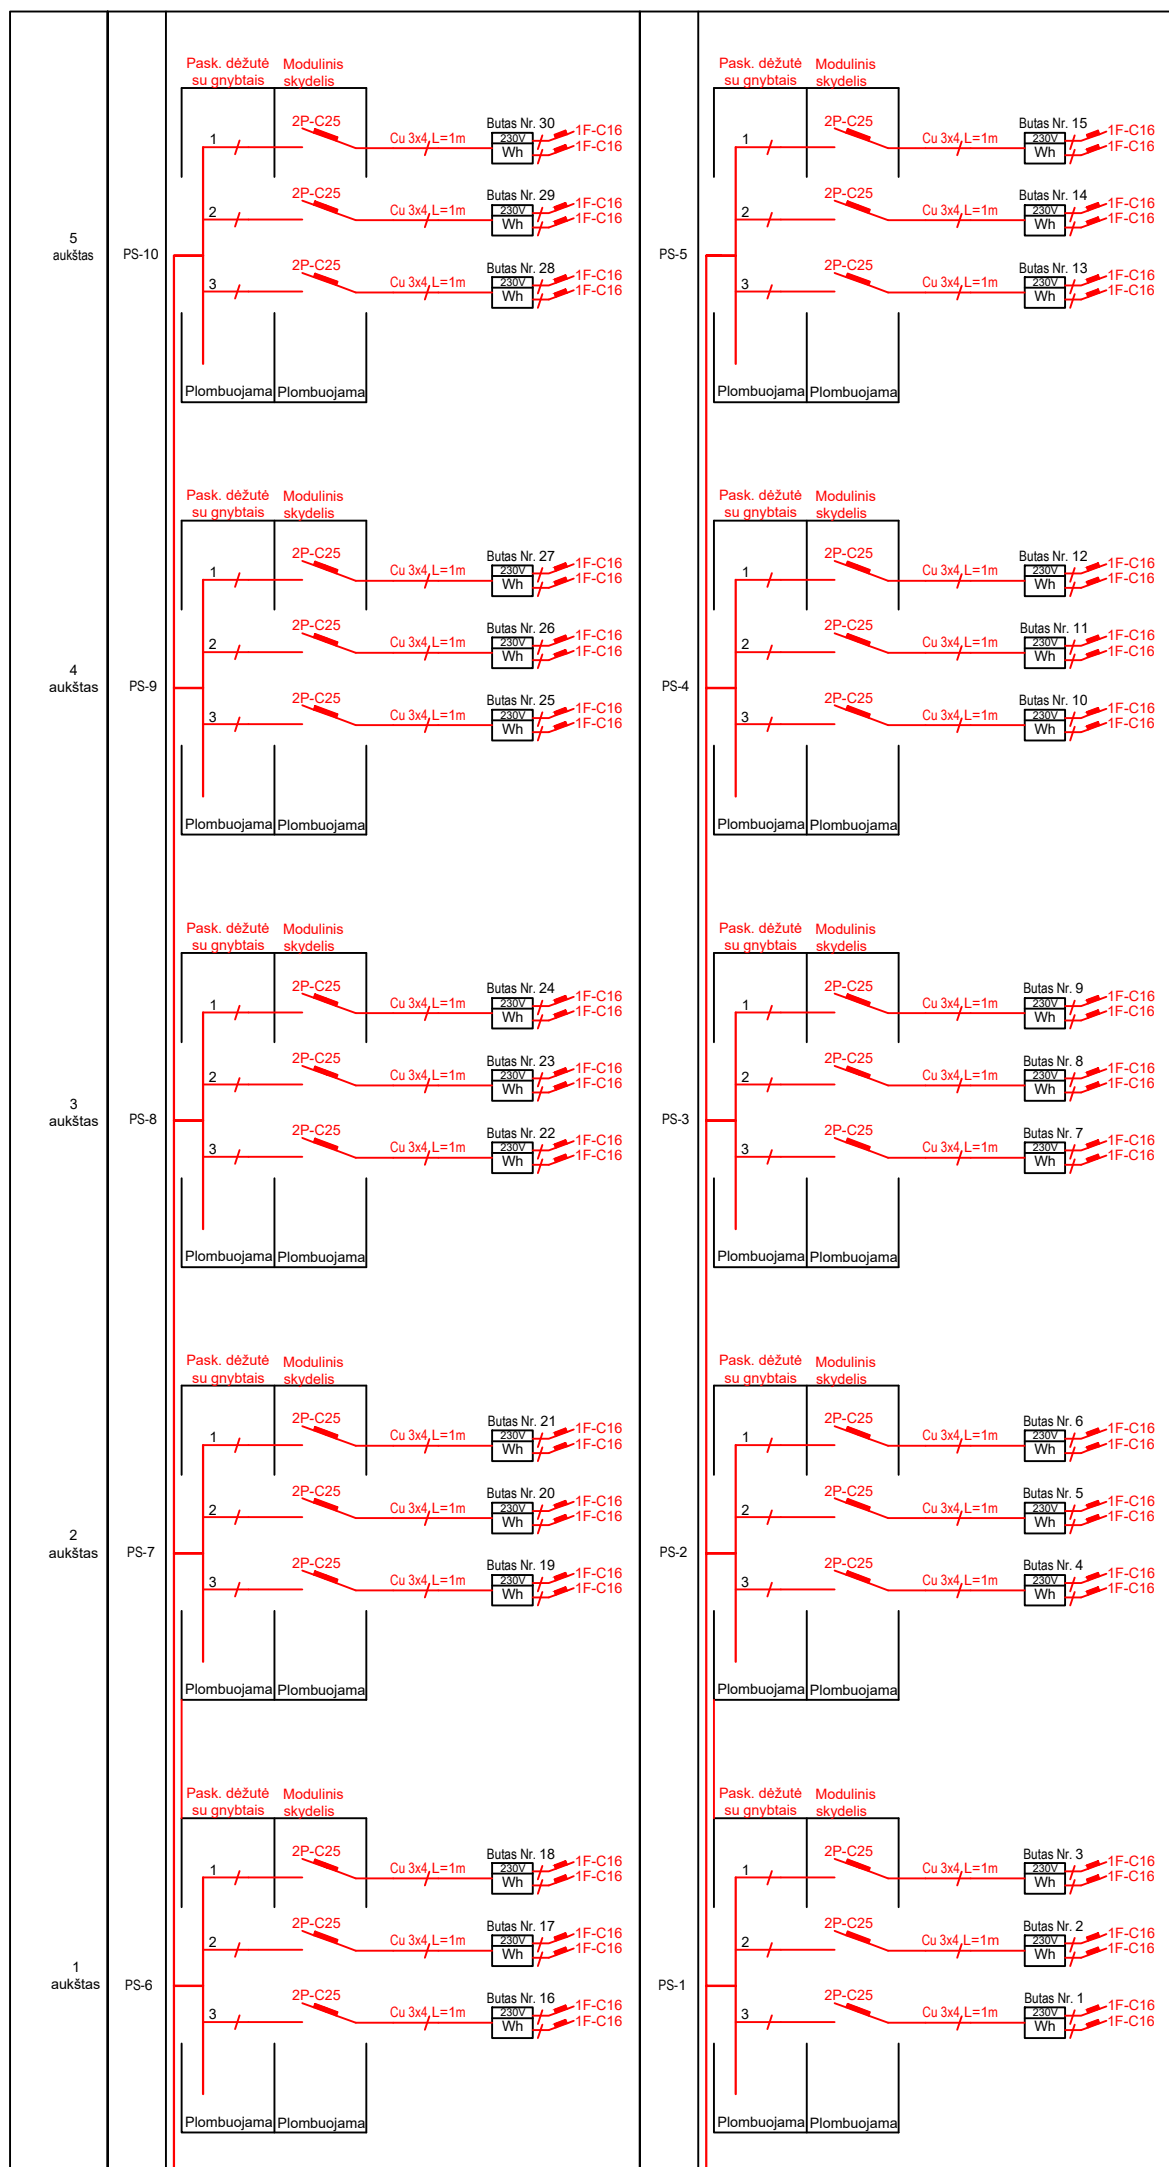 5
aukštas
PS-10
Pask. dėžutė
su gnybtais
Modulinis
skydelis
1
2P-C25
Cu 3x4 L=1m
Butas Nr. 30
230V
Wh
1F-C16
1F-C16
2
2P-C25
Cu 3x4 L=1m
Butas Nr. 29
230V
Wh
1F-C16
1F-C16
3
2P-C25
Cu 3x4 L=1m
Butas Nr. 28
230V
Wh
1F-C16
1F-C16
Plombuojama
Plombuojama
PS-5
Pask. dėžutė
su gnybtais
Modulinis
skydelis
1
2P-C25
Cu 3x4 L=1m
Butas Nr. 15
230V
Wh
1F-C16
1F-C16
2
2P-C25
Cu 3x4 L=1m
Butas Nr. 14
230V
Wh
1F-C16
1F-C16
3
2P-C25
Cu 3x4 L=1m
Butas Nr. 13
230V
Wh
1F-C16
1F-C16
Plombuojama
Plombuojama
4
aukštas
PS-9
Pask. dėžutė
su gnybtais
Modulinis
skydelis
1
2P-C25
Cu 3x4 L=1m
Butas Nr. 27
230V
Wh
1F-C16
1F-C16
2
2P-C25
Cu 3x4 L=1m
Butas Nr. 26
230V
Wh
1F-C16
1F-C16
3
2P-C25
Cu 3x4 L=1m
Butas Nr. 25
230V
Wh
1F-C16
1F-C16
Plombuojama
Plombuojama
PS-4
Pask. dėžutė
su gnybtais
Modulinis
skydelis
1
2P-C25
Cu 3x4 L=1m
Butas Nr. 12
230V
Wh
1F-C16
1F-C16
2
2P-C25
Cu 3x4 L=1m
Butas Nr. 11
230V
Wh
1F-C16
1F-C16
3
2P-C25
Cu 3x4 L=1m
Butas Nr. 10
230V
Wh
1F-C16
1F-C16
Plombuojama
Plombuojama
3
aukštas
PS-8
Pask. dėžutė
su gnybtais
Modulinis
skydelis
1
2P-C25
Cu 3x4 L=1m
Butas Nr. 24
230V
Wh
1F-C16
1F-C16
2
2P-C25
Cu 3x4 L=1m
Butas Nr. 23
230V
Wh
1F-C16
1F-C16
3
2P-C25
Cu 3x4 L=1m
Butas Nr. 22
230V
Wh
1F-C16
1F-C16
Plombuojama
Plombuojama
PS-3
Pask. dėžutė
su gnybtais
Modulinis
skydelis
1
2P-C25
Cu 3x4 L=1m
Butas Nr. 9
230V
Wh
1F-C16
1F-C16
2
2P-C25
Cu 3x4 L=1m
Butas Nr. 8
230V
Wh
1F-C16
1F-C16
3
2P-C25
Cu 3x4 L=1m
Butas Nr. 7
230V
Wh
1F-C16
1F-C16
Plombuojama
Plombuojama
2
aukštas
PS-7
Pask. dėžutė
su gnybtais
Modulinis
skydelis
1
2P-C25
Cu 3x4 L=1m
Butas Nr. 21
230V
Wh
1F-C16
1F-C16
2
2P-C25
Cu 3x4 L=1m
Butas Nr. 20
230V
Wh
1F-C16
1F-C16
3
2P-C25
Cu 3x4 L=1m
Butas Nr. 19
230V
Wh
1F-C16
1F-C16
Plombuojama
Plombuojama
PS-2
Pask. dėžutė
su gnybtais
Modulinis
skydelis
1
2P-C25
Cu 3x4 L=1m
Butas Nr. 6
230V
Wh
1F-C16
1F-C16
2
2P-C25
Cu 3x4 L=1m
Butas Nr. 5
230V
Wh
1F-C16
1F-C16
3
2P-C25
Cu 3x4 L=1m
Butas Nr. 4
230V
Wh
1F-C16
1F-C16
Plombuojama
Plombuojama
1
aukštas
PS-6
Pask. dėžutė
su gnybtais
Modulinis
skydelis
1
2P-C25
Cu 3x4 L=1m
Butas Nr. 18
230V
Wh
1F-C16
1F-C16
2
2P-C25
Cu 3x4 L=1m
Butas Nr. 17
230V
Wh
1F-C16
1F-C16
3
2P-C25
Cu 3x4 L=1m
Butas Nr. 16
230V
Wh
1F-C16
1F-C16
Plombuojama
Plombuojama
PS-1
Pask. dėžutė
su gnybtais
Modulinis
skydelis
1
2P-C25
Cu 3x4 L=1m
Butas Nr. 3
230V
Wh
1F-C16
1F-C16
2
2P-C25
Cu 3x4 L=1m
Butas Nr. 2
230V
Wh
1F-C16
1F-C16
3
2P-C25
Cu 3x4 L=1m
Butas Nr. 1
230V
Wh
1F-C16
1F-C16
Plombuojama
Plombuojama